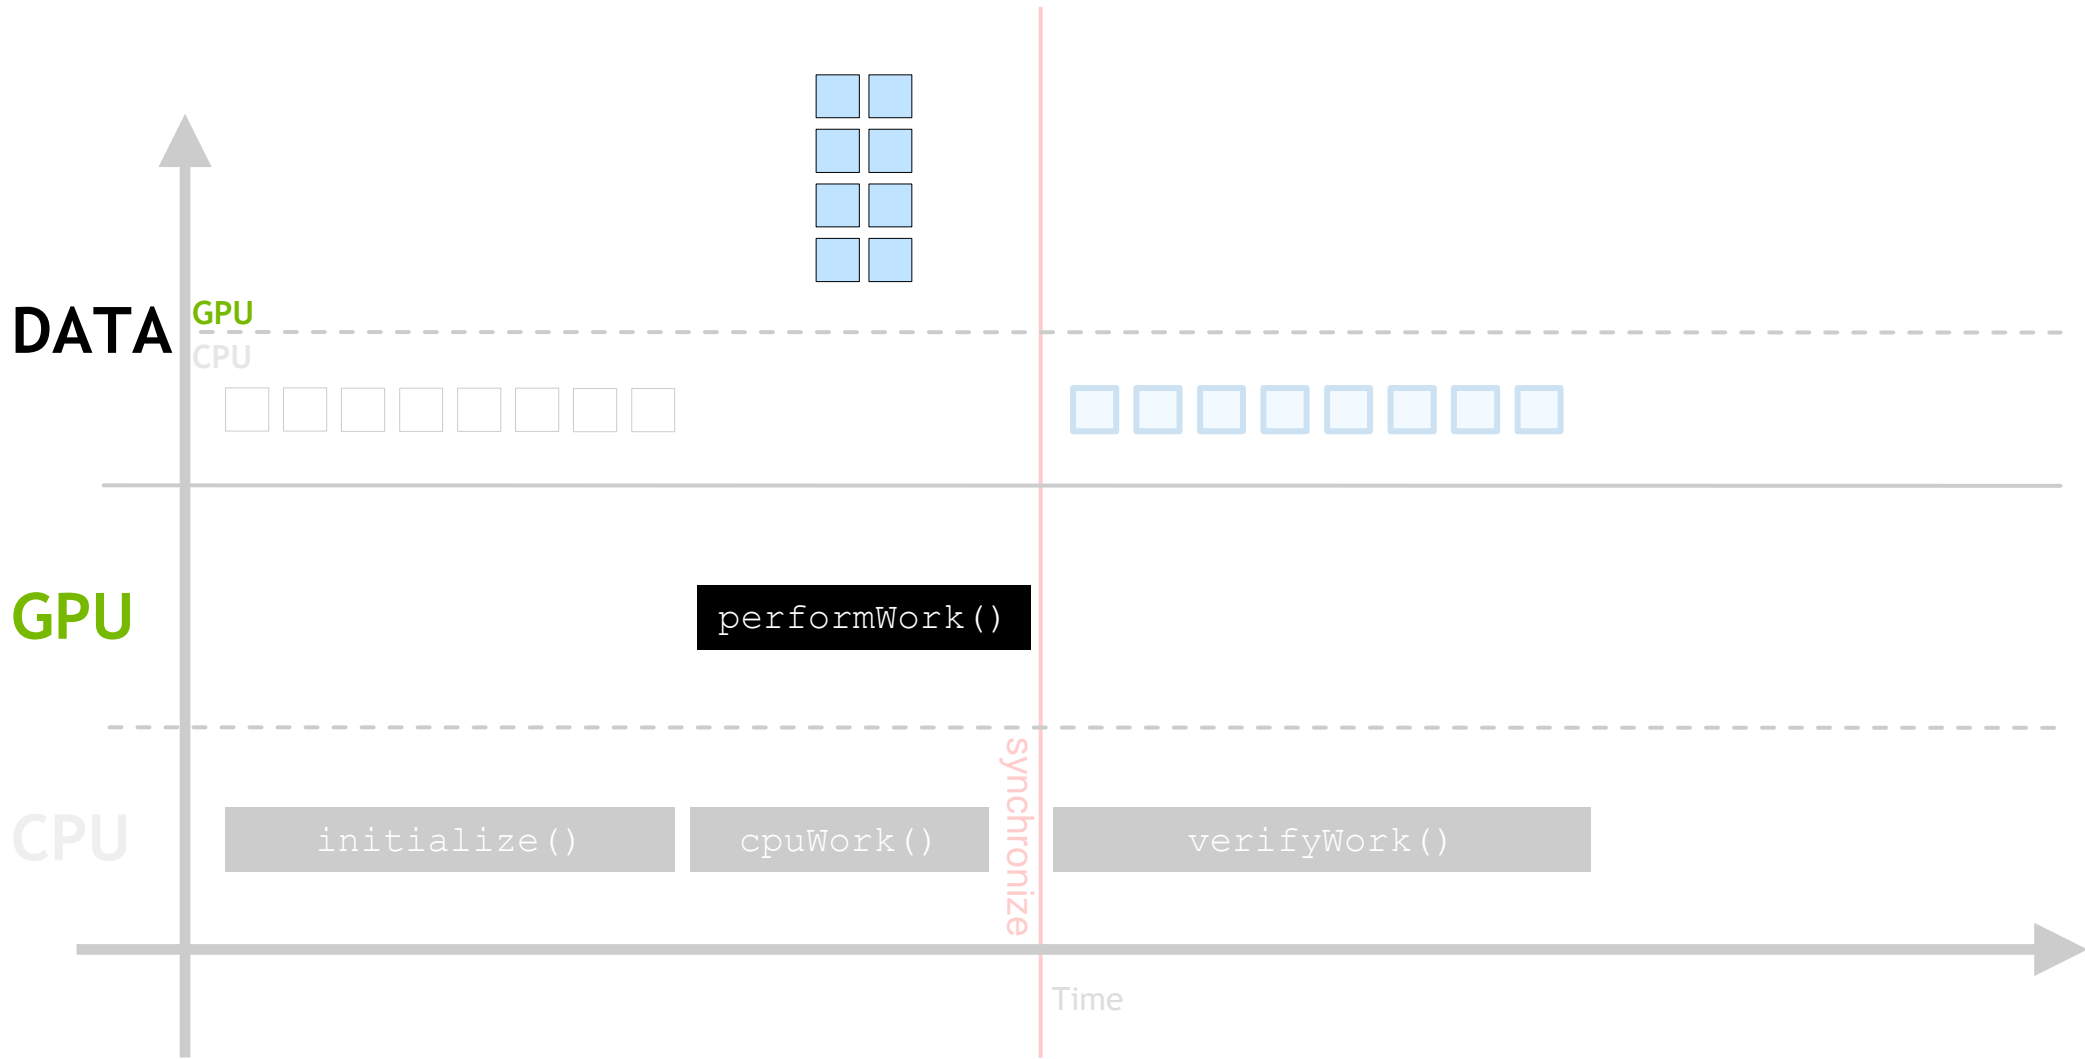 DATA
GPU
CPU
GPU
performWork()
CPU
initialize()
cpuWork()
synchronize
verifyWork()
Time